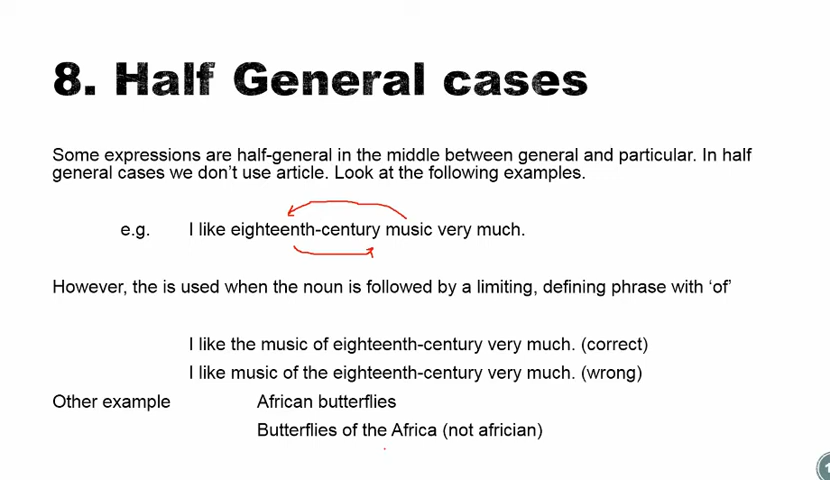 8. Half General cases
Some expressions are half-general in the middle between general and particular. In half
general cases we don't use article. Look at the following examples.
e.g. I like eighteenth-century music very much.
However, the is used when the noun is followed by a limiting, defining phrase with 'of'
I like the music of eighteenth-century very much. (correct)
I like music of the eighteenth-century very much. (wrong)
Other example African butterflies
Butterflies of the Africa (not africian)